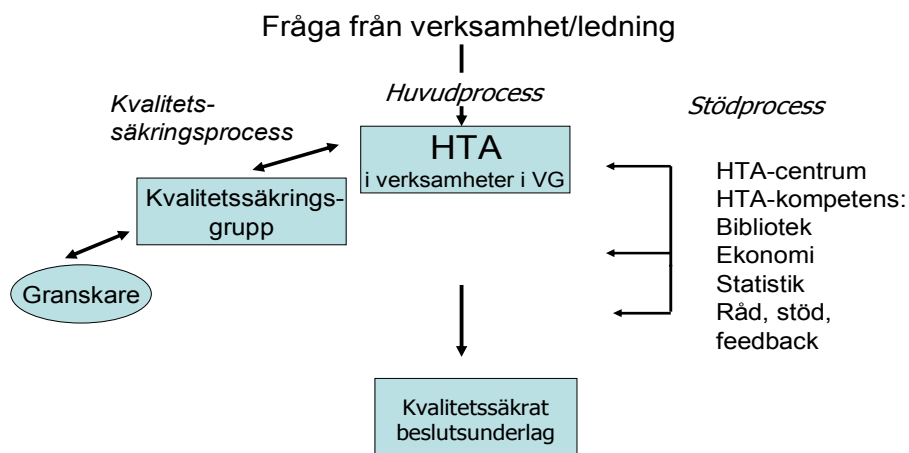 Fråga från verksamhet/ledning
Kvalitets-
säkringsprocess
Huvudprocess
Stödprocess
HTA
i verksamheter i VG
Kvalitetssäkrings-
grupp
Granskare
HTA-centrum
HTA-kompetens:
Bibliotek
Ekonomi
Statistik
Råd, stöd,
feedback
Kvalitetssäkrat
beslutsunderlag